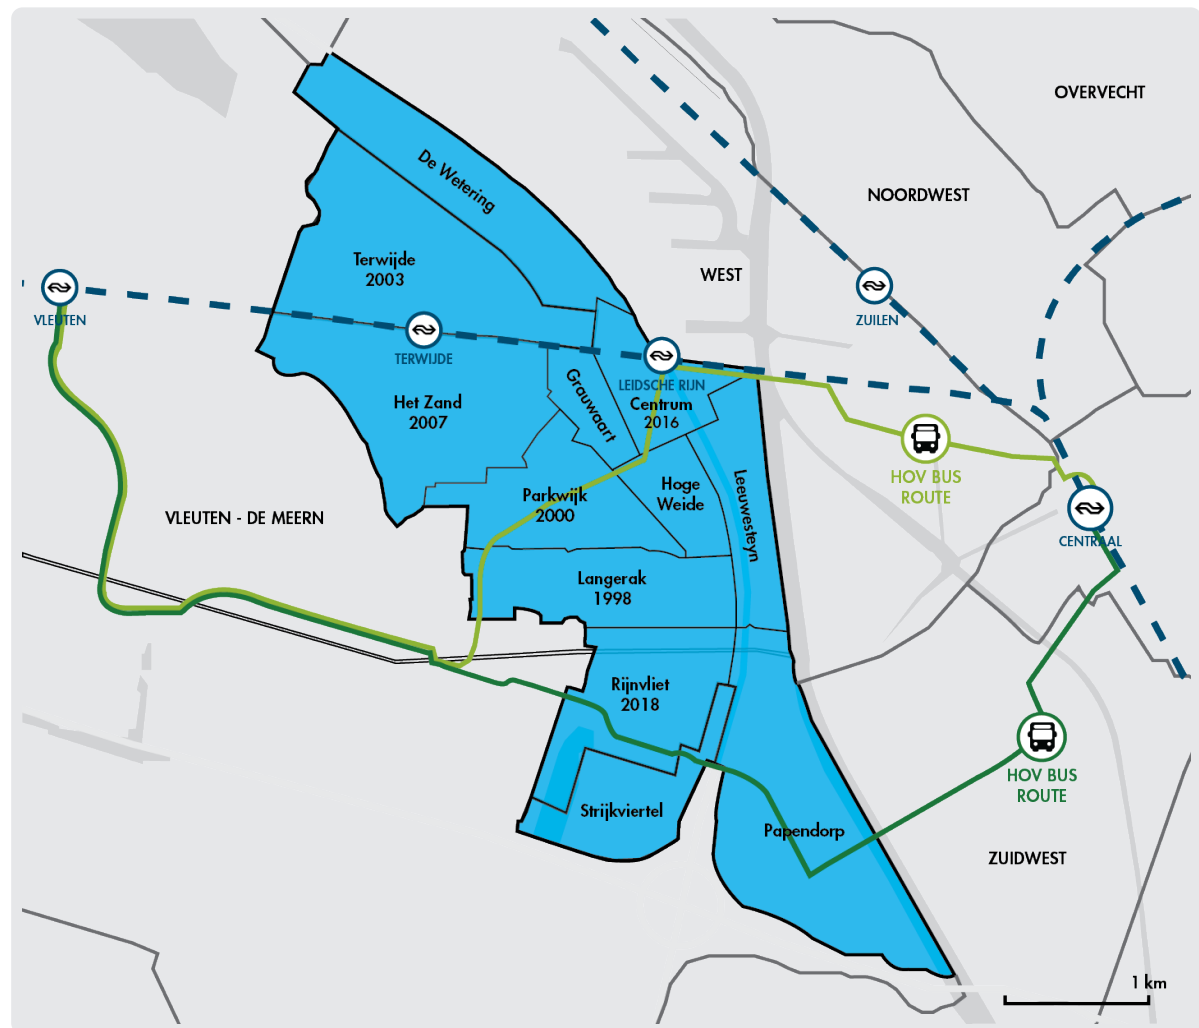 OVERVECHT
De Wetering
NOORDWEST
Terwijde
2003
WEST
VLEUTEN
ZUILEN
TERWIJDE
LEIDSCHE RIJN
Centrum
2016
Grauwaart
Het Zand
2007
HOV BUS
ROUTE
Leeuwesteyn
Hoge
Weide
Parkwijk
2000
VLEUTEN - DE MEERN
CENTRAAL
Langerak
1998
Rijnvliet
2018
HOV BUS
ROUTE
Strijkviertel
Papendorp
ZUIDWEST
1 km